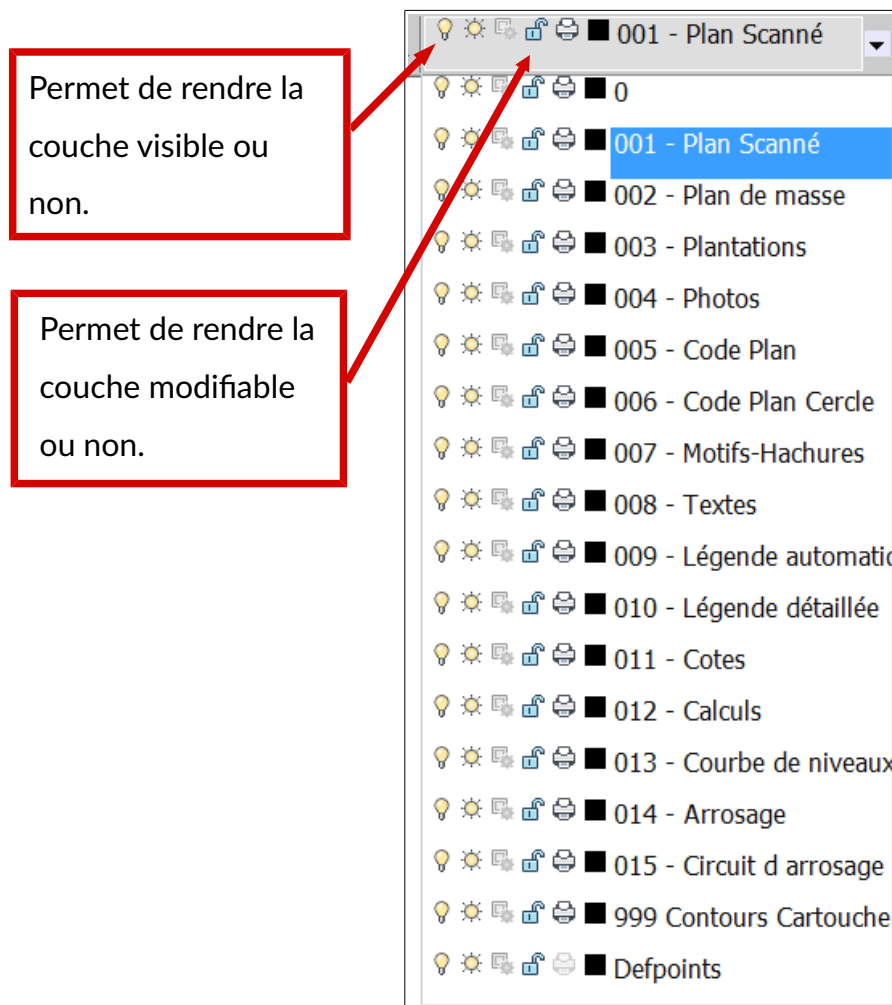 001 - Plan Scanné
Permet de rendre la
couche visible ou
non.
Permet de rendre la
couche modifiable
ou non.
0
001 - Plan Scanné
002 - Plan de masse
003 - Plantations
004 - Photos
005 - Code Plan
006 - Code Plan Cercle
007 - Motifs-Hachures
008 - Textes
009 - Légende automatic
010 - Légende détaillée
011 - Cotes
012 - Calculs
013 - Courbe de niveaux
014 - Arrosage
015 - Circuit d arrosage
999 Contours Cartouche
Defpoints